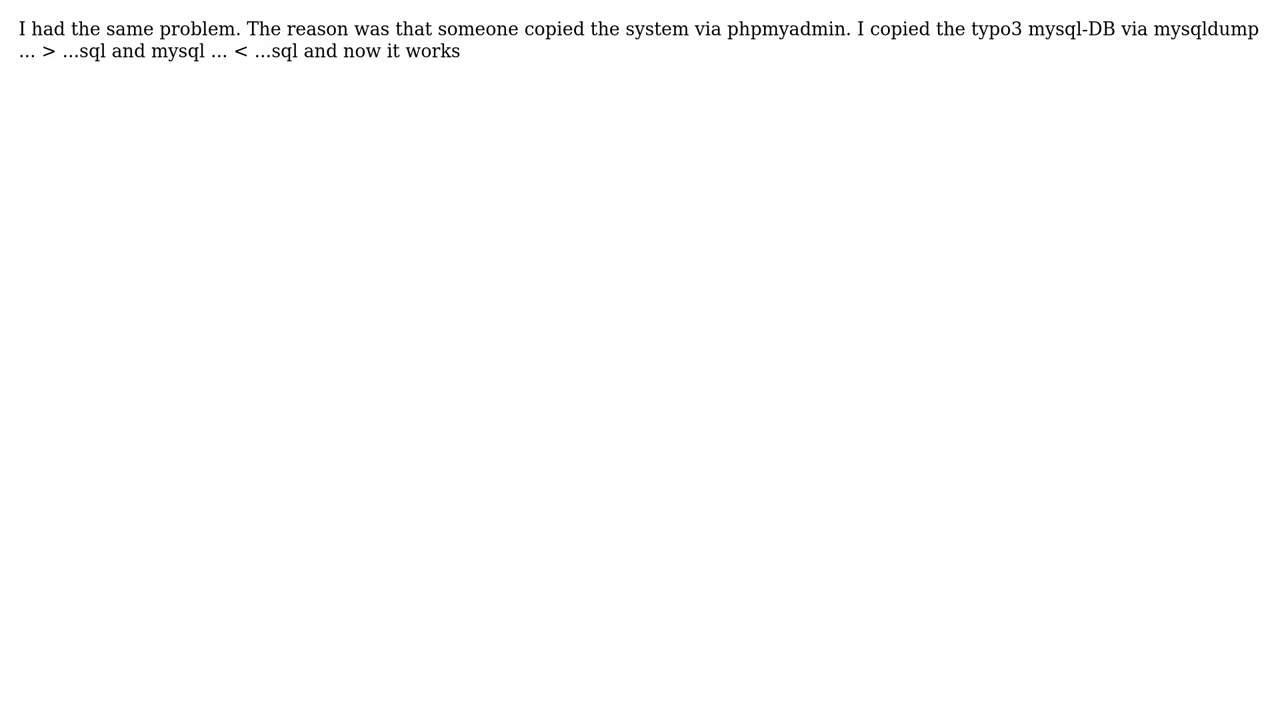 I had the same problem. The reason was that someone copied the system via phpmyadmin. I copied the typo3 mysql-DB via mysqldump
... > ...sql and mysql ... < ...sql and now it works